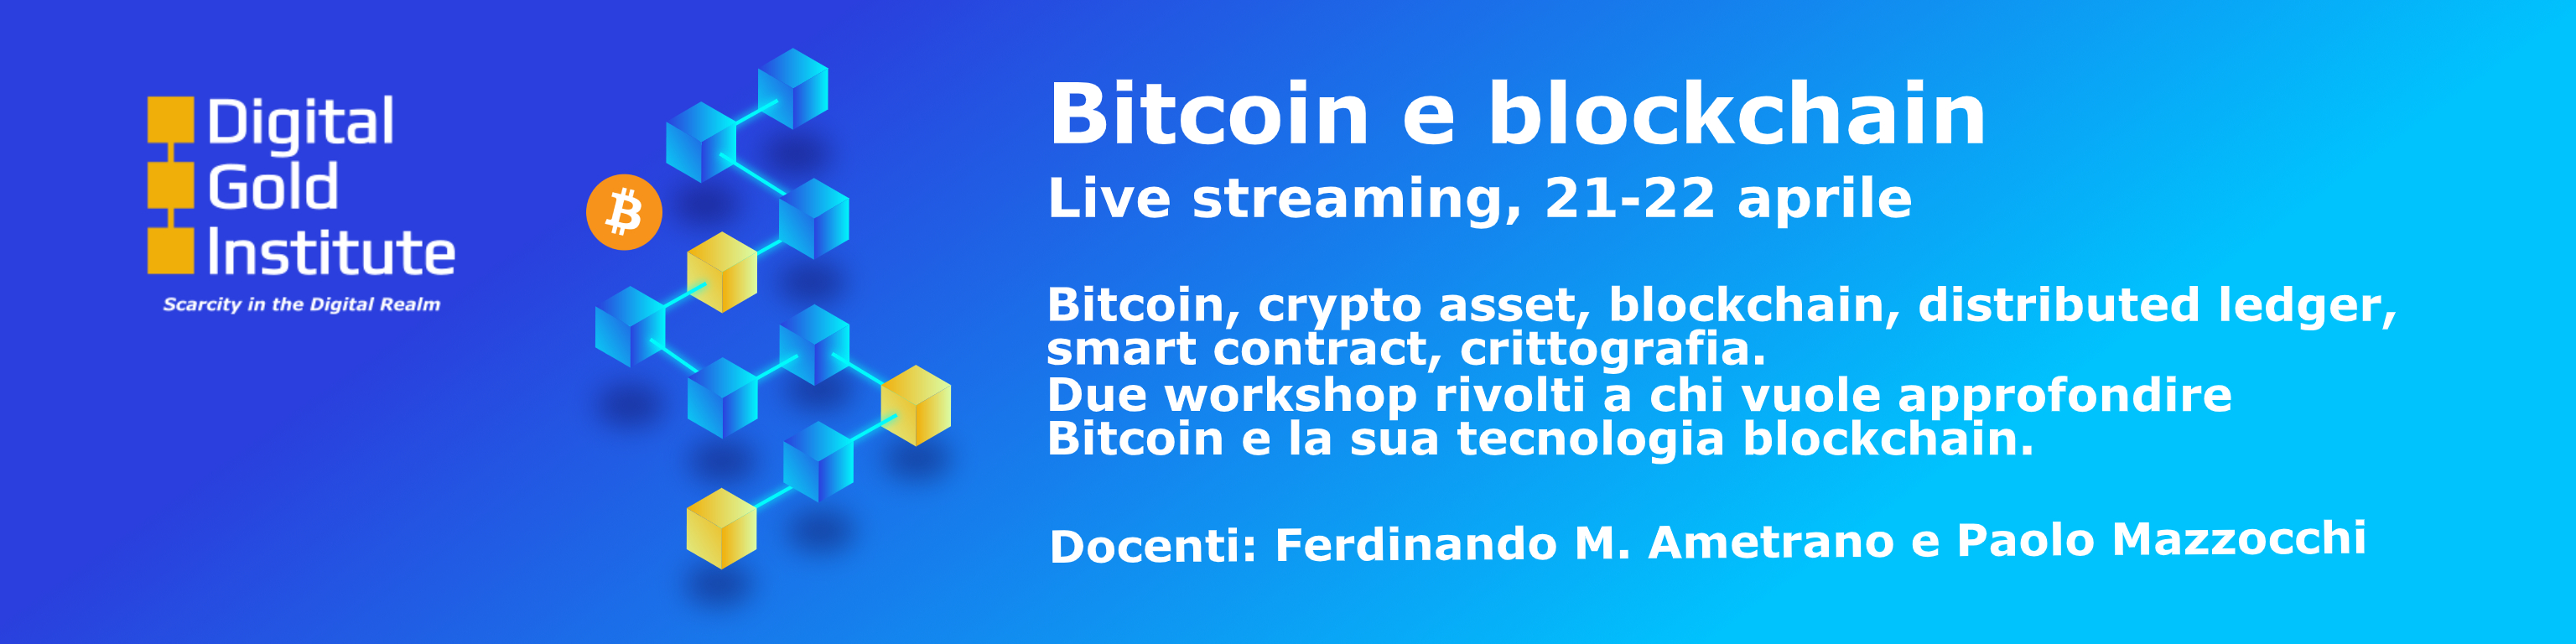 Digital
Gold
Institute
Scarcity in the Digital Realm
Bitcoin e blockchain
Live streaming, 21-22 aprile
Bitcoin, crypto asset, blockchain, distributed ledger,
smart contract, crittografia.
Due workshop rivolti a chi vuole approfondire
Bitcoin e la sua tecnologia blockchain.
Docenti: Ferdinando M. Ametrano e Paolo Mazzocchi